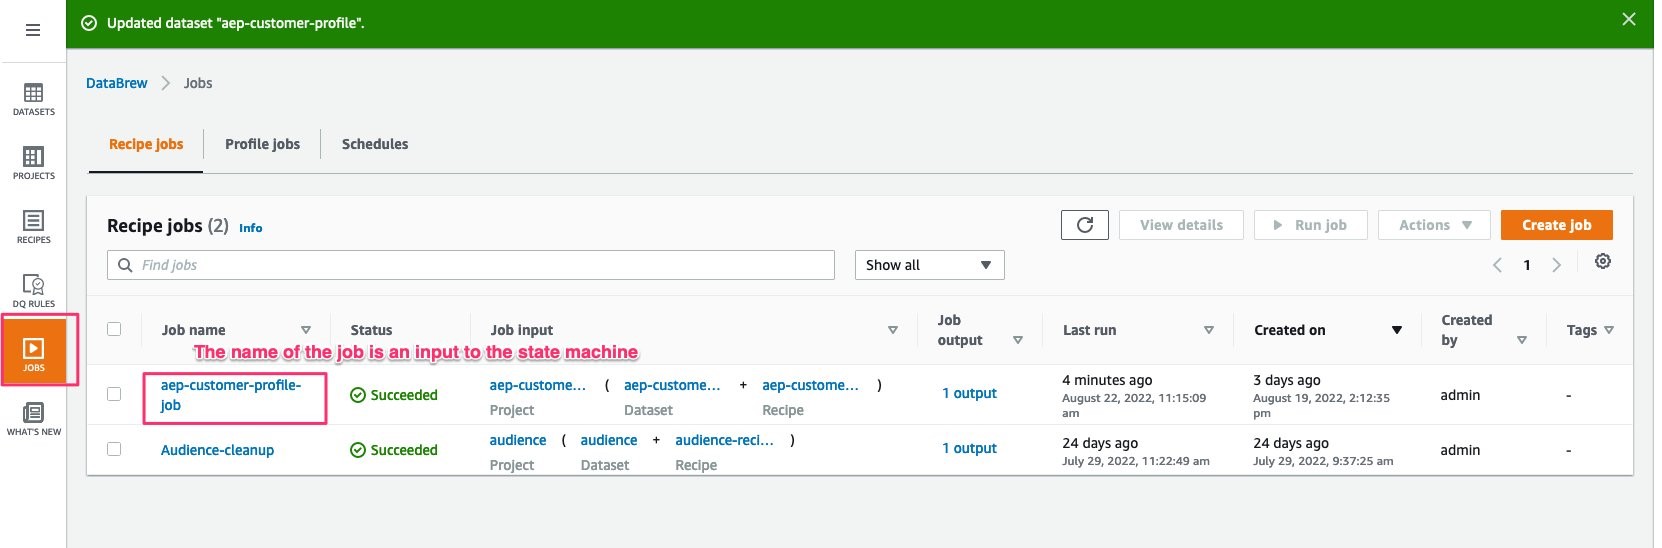 Updated dataset "aep-customer-profile".
DataBrew
Jobs
DATASETS
PROJECTS
RECIPES
DQ RULES
JOBS
WHAT'S NEW
Recipe jobs
Profile jobs
Schedules
Recipe jobs (2) Info
View details
Run job
Actions
Create job
Find jobs
Show all
1
Job name
Status
Job input
Job
output
Last run
Created on
Created
by
Tags
The name of the job is an input to the state machine
aep-customer-profile-
job
Succeeded
aep-custome... ( aep-custome... + aep-custome... )
Project Dataset Recipe
1 output
4 minutes ago
August 22, 2022, 11:15:09
am
3 days ago
August 19, 2022, 2:12:35
pm
admin
-
Audience-cleanup
Succeeded
audience ( audience + audience-reci... )
Project Dataset Recipe
1 output
24 days ago
July 29, 2022, 11:22:49 am
24 days ago
July 29, 2022, 9:37:25 am
admin
-